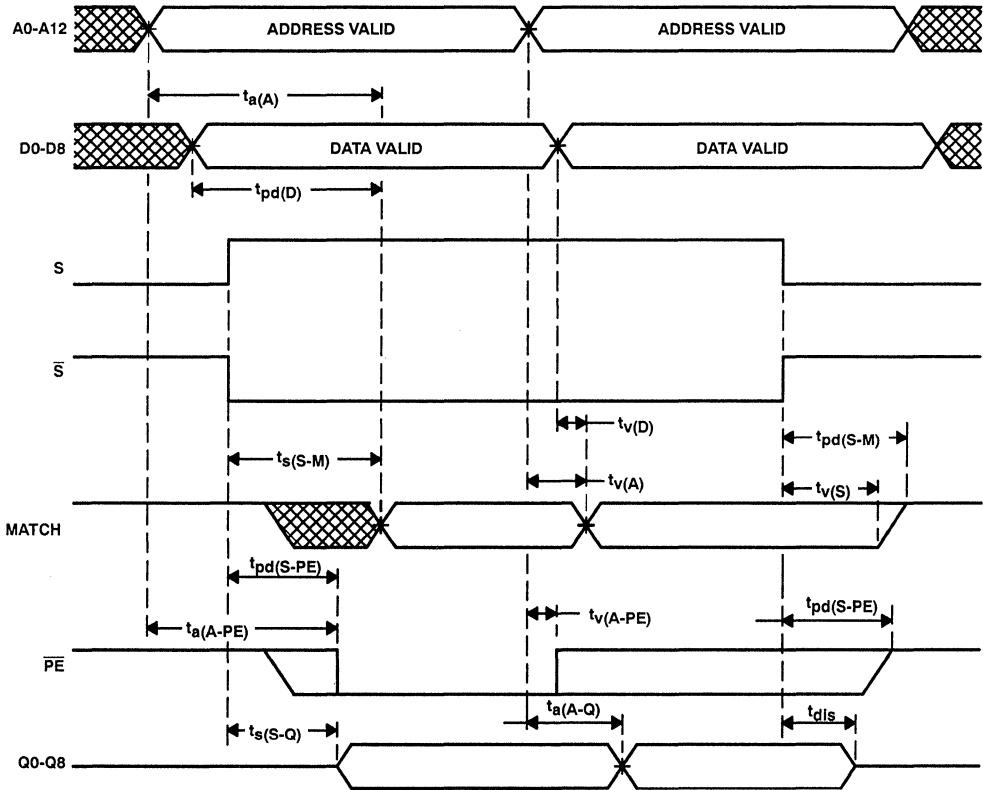 A0-A12 ADDRESS VALID ADDRESS VALID
ta(A)
D0-D8 DATA VALID DATA VALID
tpd(D)
S
S̅
tv(D)
tpd(S-M)
ts(S-M)
tv(A)
tv(S)
MATCH
tpd(S-PE)
tpd(S-PE)
tv(A-PE)
ta(A-PE)
P̅E̅
ta(A-Q)
tdis
ts(S-Q)
Q0-Q8